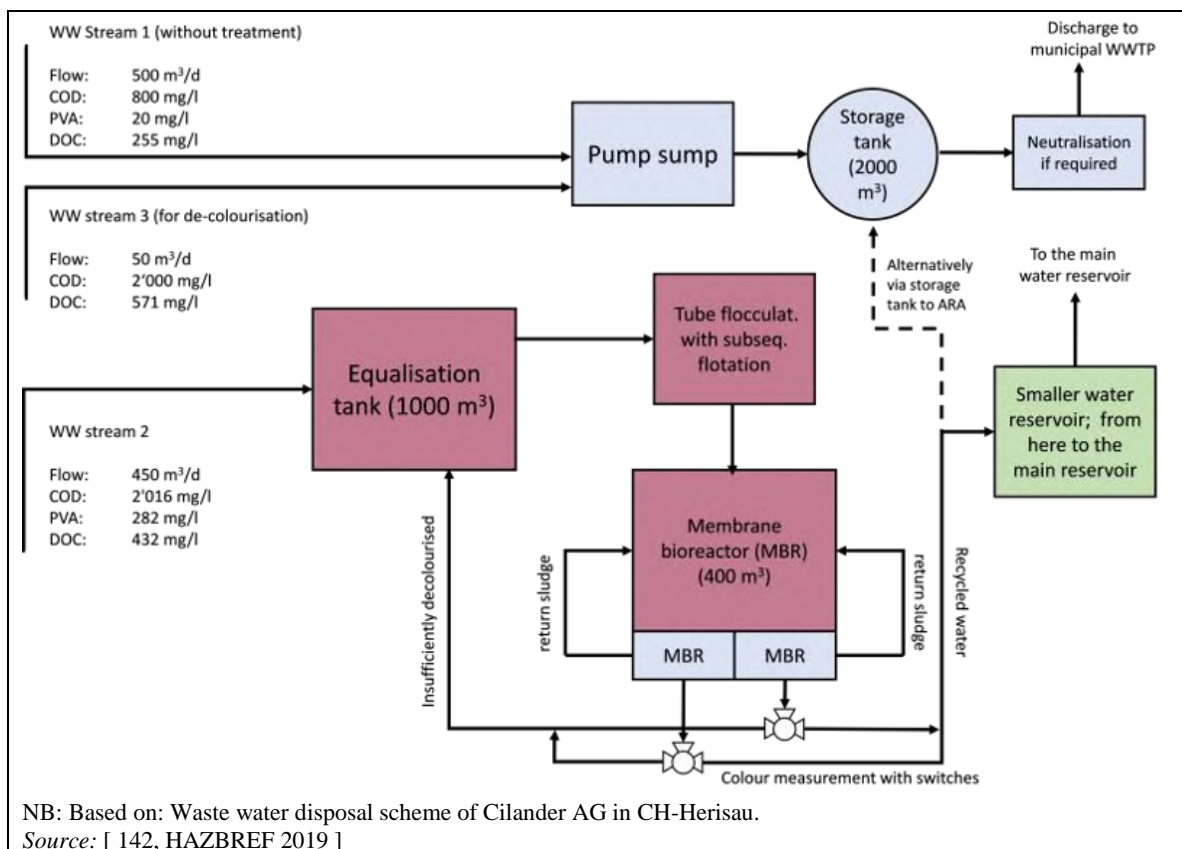 WW Stream 1 (without treatment)
Flow: 500 m³/d
COD: 800 mg/l
PVA: 20 mg/l
DOC: 255 mg/l
Pump sump
Storage
tank
(2000
m³)
Discharge to
municipal WWTP
Neutralisation
if required
WW stream 3 (for de-colourisation)
Flow: 50 m³/d
COD: 2'000 mg/l
DOC: 571 mg/l
Alternatively
via storage
tank to ARA
To the main
water reservoir
Equalisation
tank (1000 m³)
Tube flocculat.
with subseq.
flotation
Smaller water
reservoir; from
here to the
main reservoir
WW stream 2
Flow: 450 m³/d
COD: 2'016 mg/l
PVA: 282 mg/l
DOC: 432 mg/l
Insufficiently decolourised
return sludge
Membrane
bioreactor (MBR)
(400 m³)
MBR
MBR
return sludge
Recycled water
Colour measurement with switches
NB: Based on: Waste water disposal scheme of Cilander AG in CH-Herisau.
Source: [ 142, HAZBREF 2019 ]